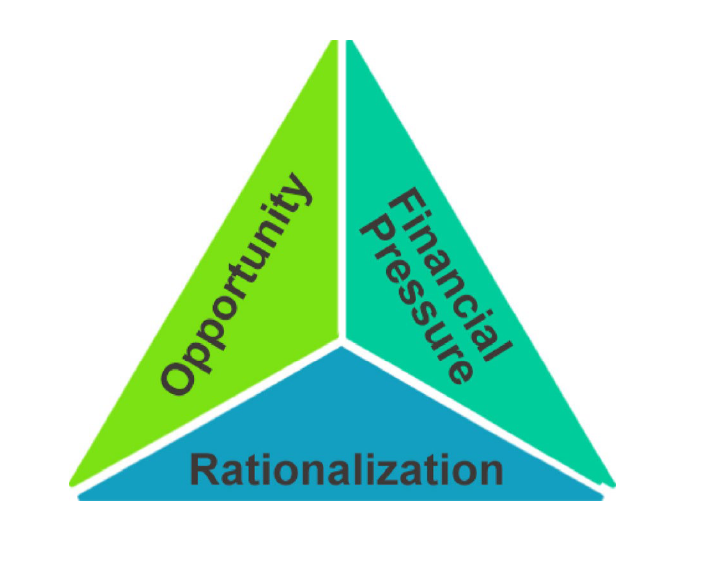 Opportunity
Financial
Pressure
Rationalization